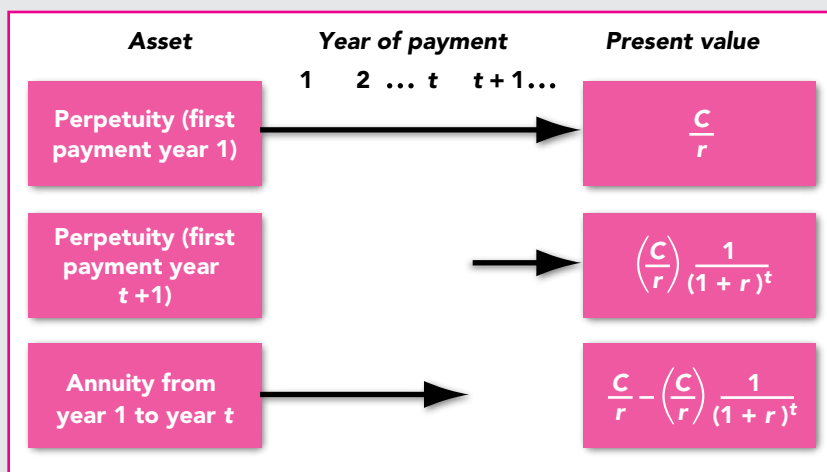 Asset Year of payment Present value
1 2 ... t t + 1...
Perpetuity (first
payment year 1)
C/r
Perpetuity (first
payment year
t +1)
(C/r) 1/(1 + r)^t
Annuity from
year 1 to year t
C/r – (C/r) 1/(1 + r)^t